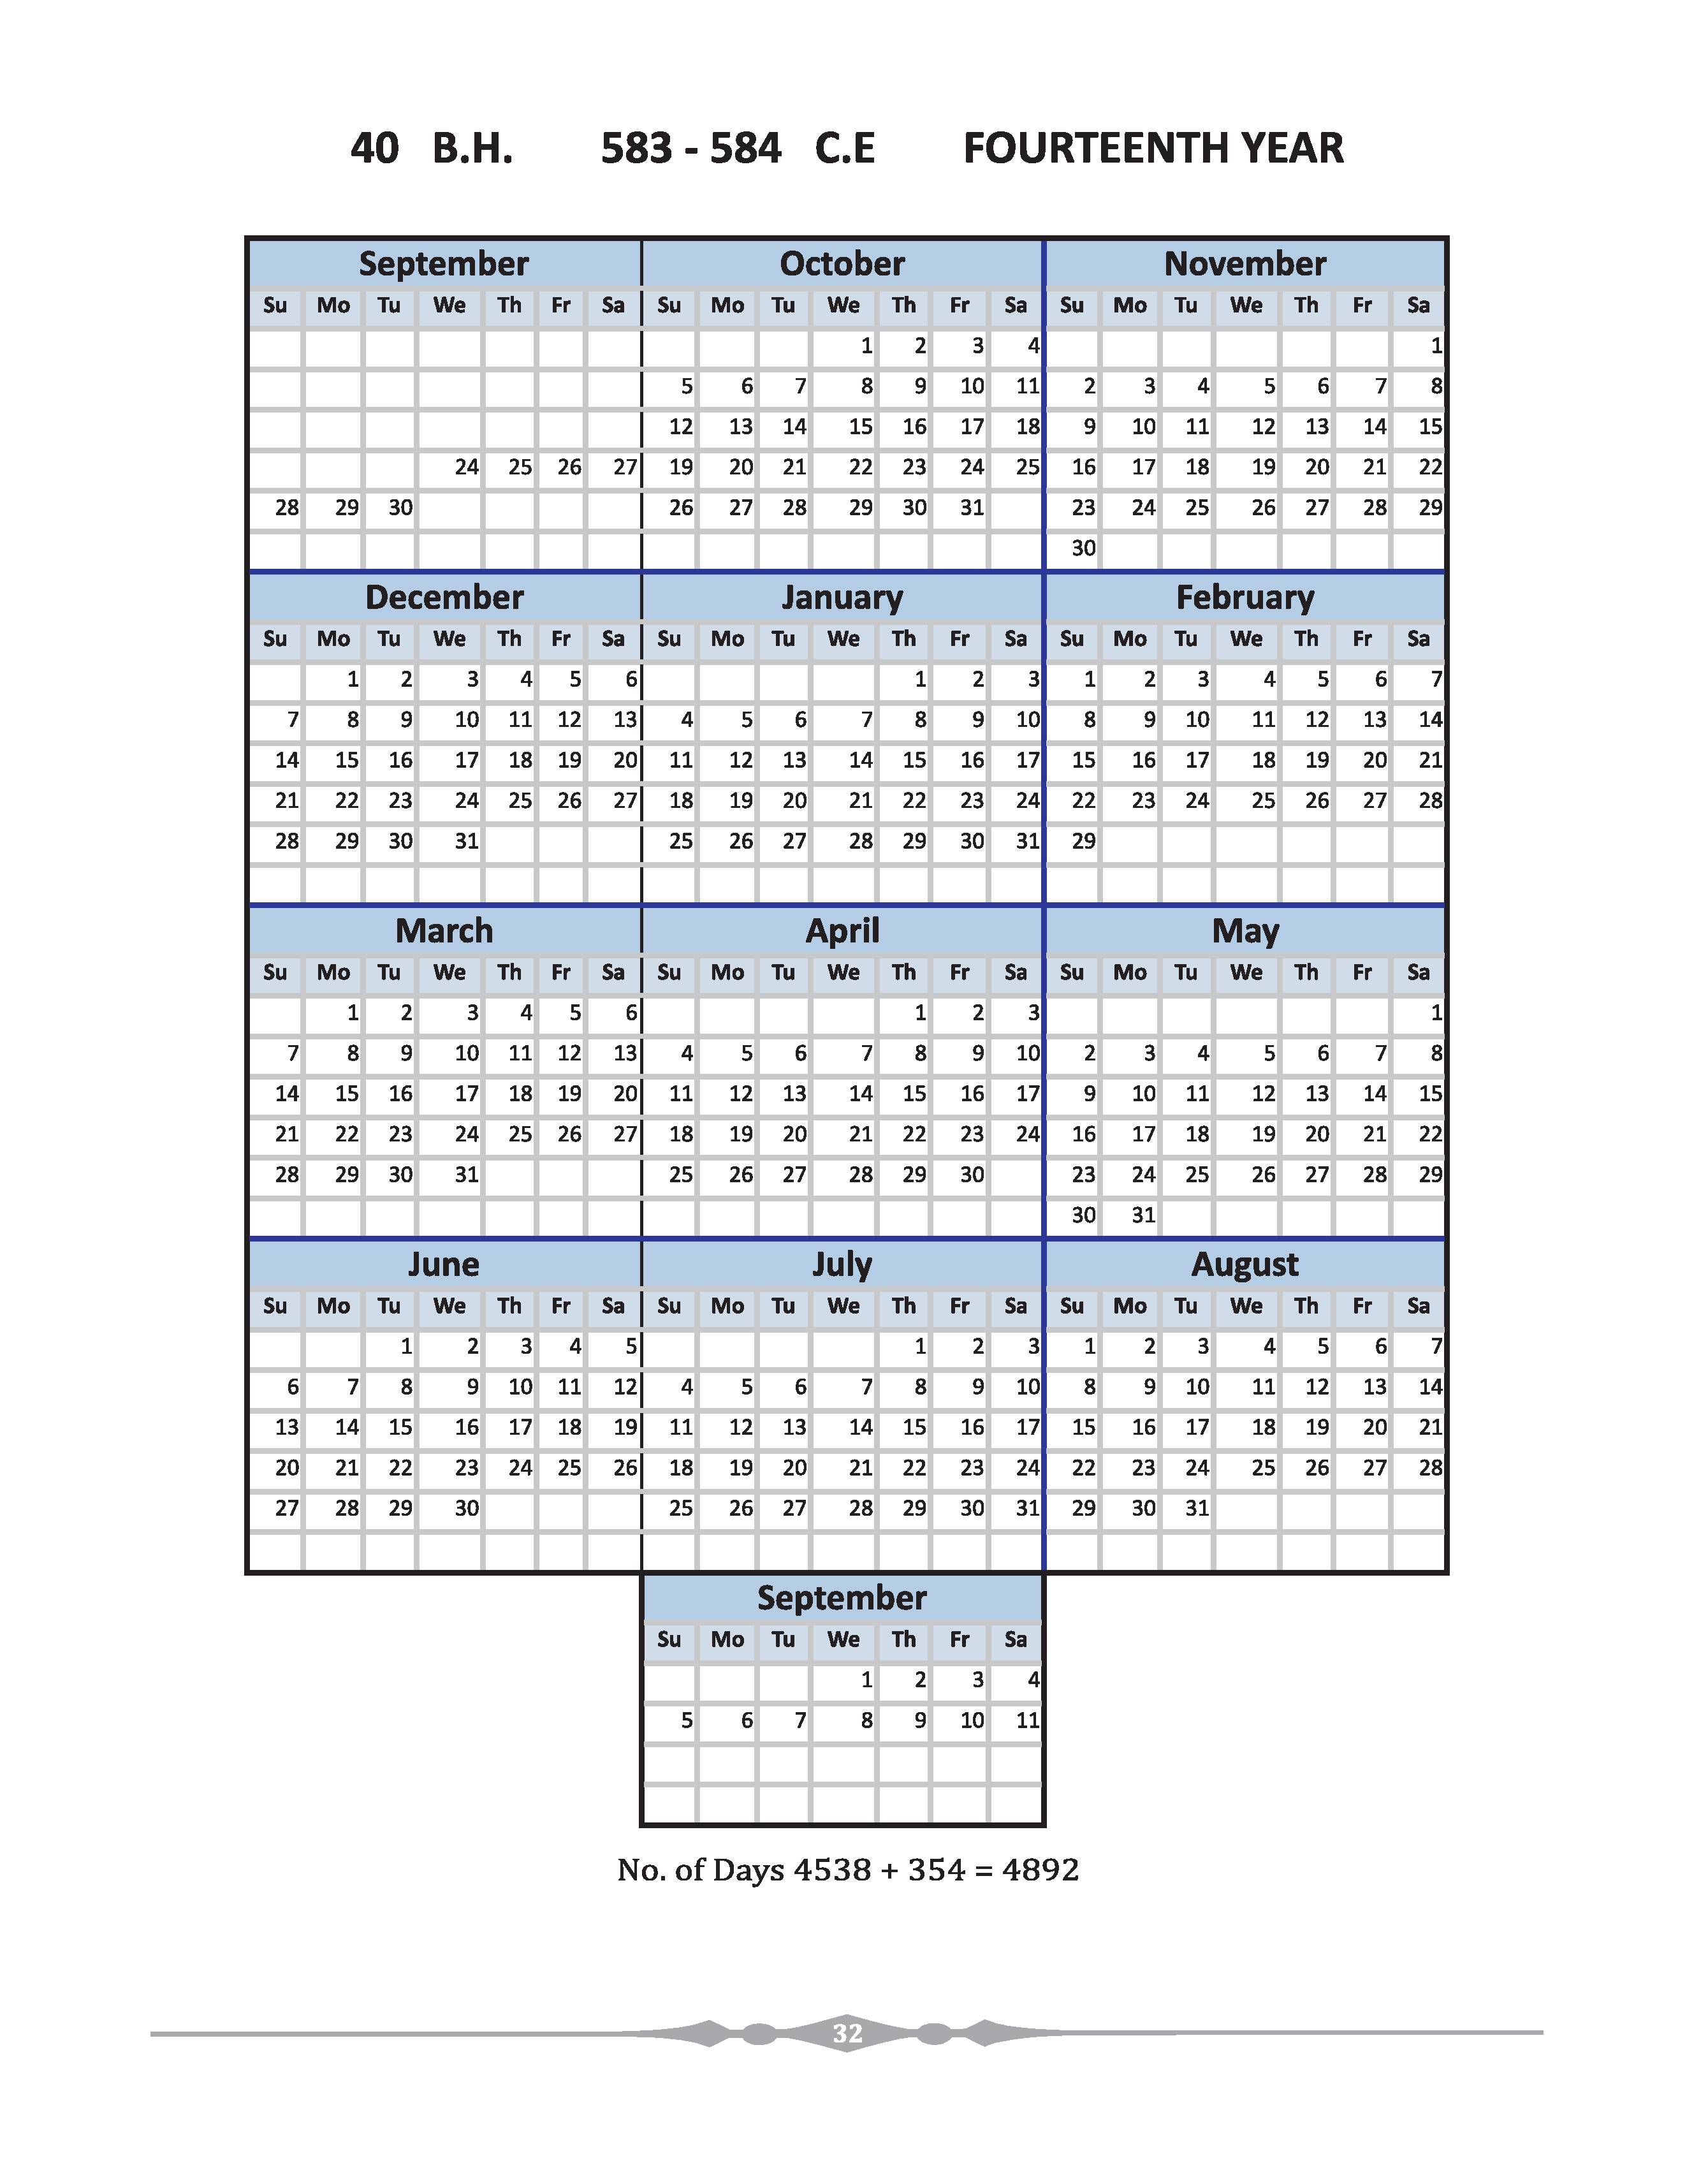 40 B.H. 583 - 584 C.E FOURTEENTH YEAR
September October November
Su Mo Tu We Th Fr Sa Su Mo Tu We Th Fr Sa Su Mo Tu We Th Fr Sa
1 2 3 4 1
5 6 7 8 9 10 11 2 3 4 5 6 7 8
12 13 14 15 16 17 18 9 10 11 12 13 14 15
24 25 26 27 19 20 21 22 23 24 25 16 17 18 19 20 21 22
28 29 30 26 27 28 29 30 31 23 24 25 26 27 28 29
30
December January February
Su Mo Tu We Th Fr Sa Su Mo Tu We Th Fr Sa Su Mo Tu We Th Fr Sa
1 2 3 4 5 6 1 2 3 1 2 3 4 5 6 7
7 8 9 10 11 12 13 4 5 6 7 8 9 10 8 9 10 11 12 13 14
14 15 16 17 18 19 20 11 12 13 14 15 16 17 15 16 17 18 19 20 21
21 22 23 24 25 26 27 18 19 20 21 22 23 24 22 23 24 25 26 27 28
28 29 30 31 25 26 27 28 29 30 31 29
March April May
Su Mo Tu We Th Fr Sa Su Mo Tu We Th Fr Sa Su Mo Tu We Th Fr Sa
1 2 3 4 5 6 1 2 3 1
7 8 9 10 11 12 13 4 5 6 7 8 9 10 2 3 4 5 6 7 8
14 15 16 17 18 19 20 11 12 13 14 15 16 17 9 10 11 12 13 14 15
21 22 23 24 25 26 27 18 19 20 21 22 23 24 16 17 18 19 20 21 22
28 29 30 31 25 26 27 28 29 30 23 24 25 26 27 28 29
30 31
June July August
Su Mo Tu We Th Fr Sa Su Mo Tu We Th Fr Sa Su Mo Tu We Th Fr Sa
1 2 3 4 5 1 2 3 1 2 3 4 5 6 7
6 7 8 9 10 11 12 4 5 6 7 8 9 10 8 9 10 11 12 13 14
13 14 15 16 17 18 19 11 12 13 14 15 16 17 15 16 17 18 19 20 21
20 21 22 23 24 25 26 18 19 20 21 22 23 24 22 23 24 25 26 27 28
27 28 29 30 25 26 27 28 29 30 31 29 30 31
September
Su Mo Tu We Th Fr Sa
1 2 3 4
5 6 7 8 9 10 11
No. of Days 4538 + 354 = 4892
32